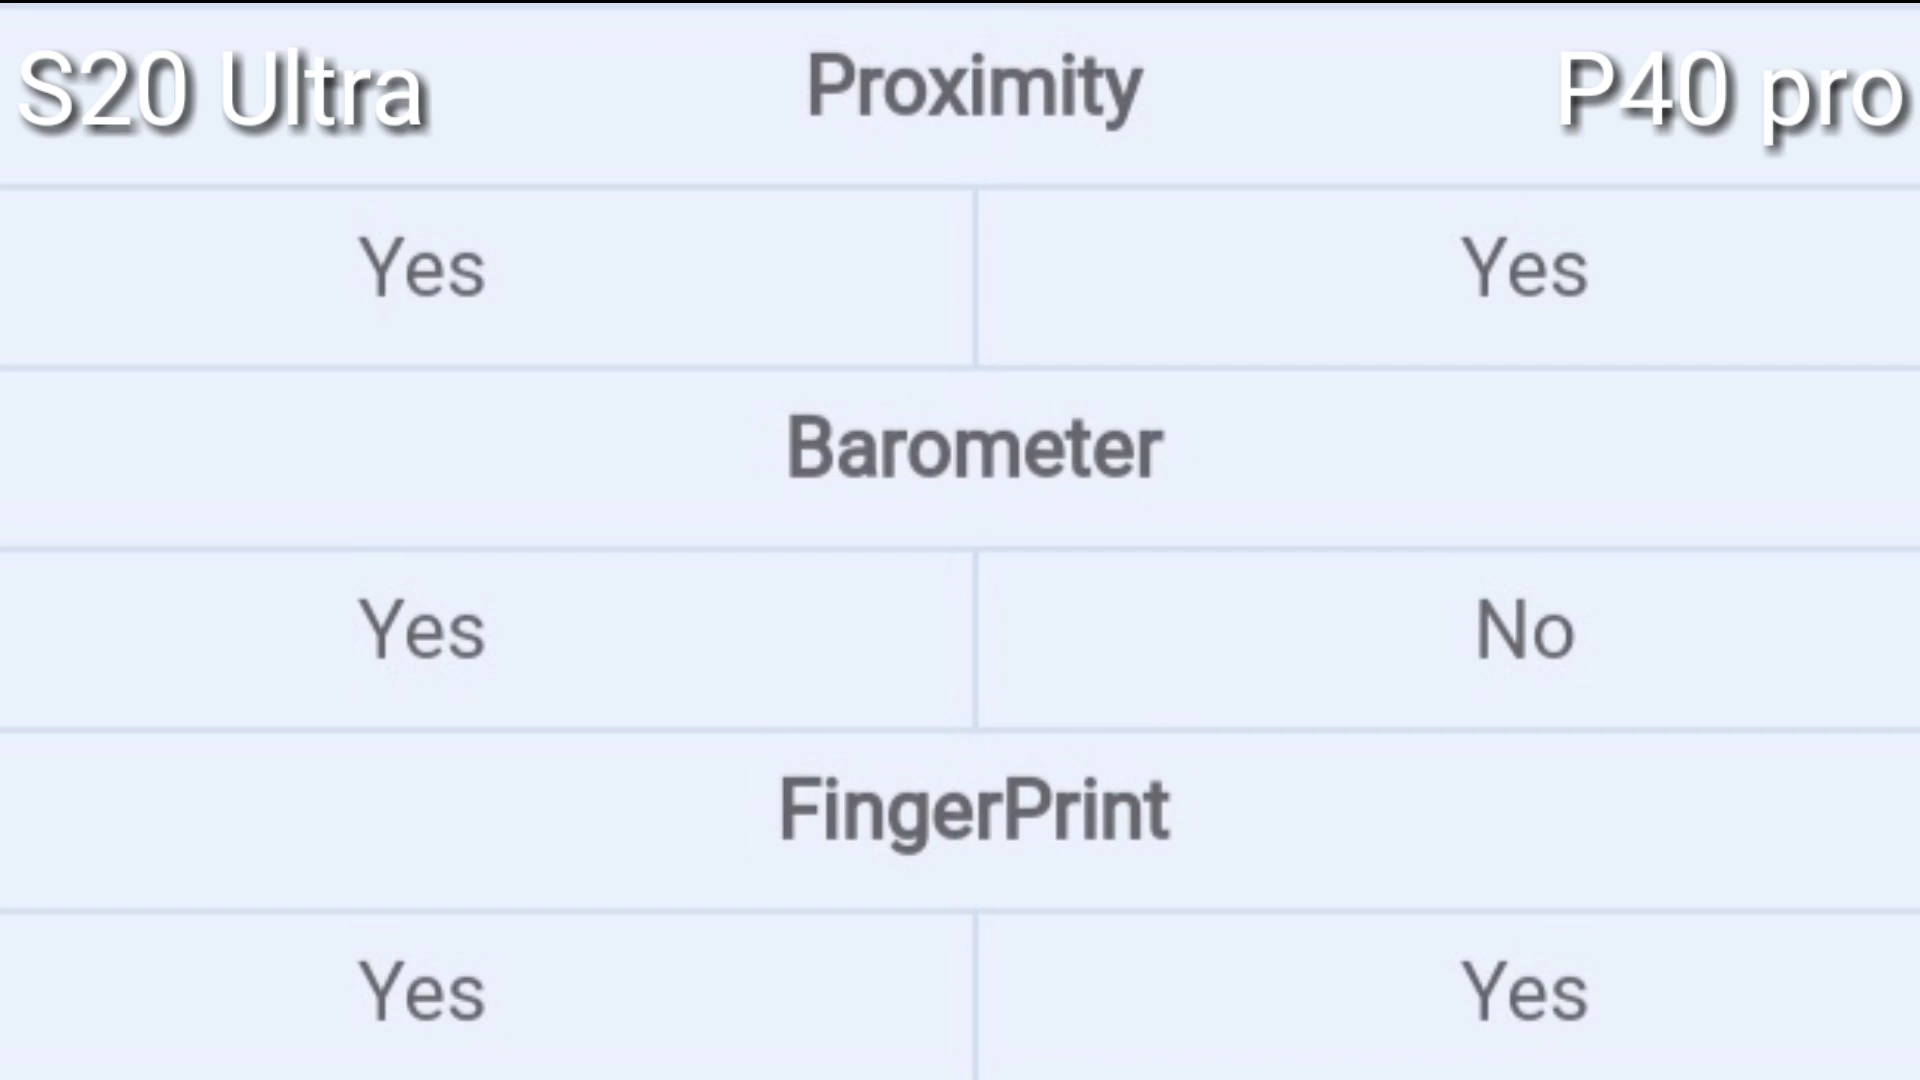 S20 Ultra Proximity P40 pro
Yes Yes
Barometer
Yes No
FingerPrint
Yes Yes